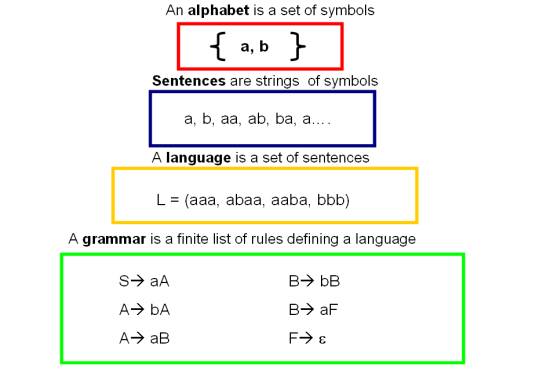 An alphabet is a set of symbols
{ a, b }
Sentences are strings of symbols
a, b, aa, ab, ba, a….
A language is a set of sentences
L = (aaa, abaa, aaba, bbb)
A grammar is a finite list of rules defining a language
S→ aA B→ bB
A→ bA B→ aF
A→ aB F→ ε